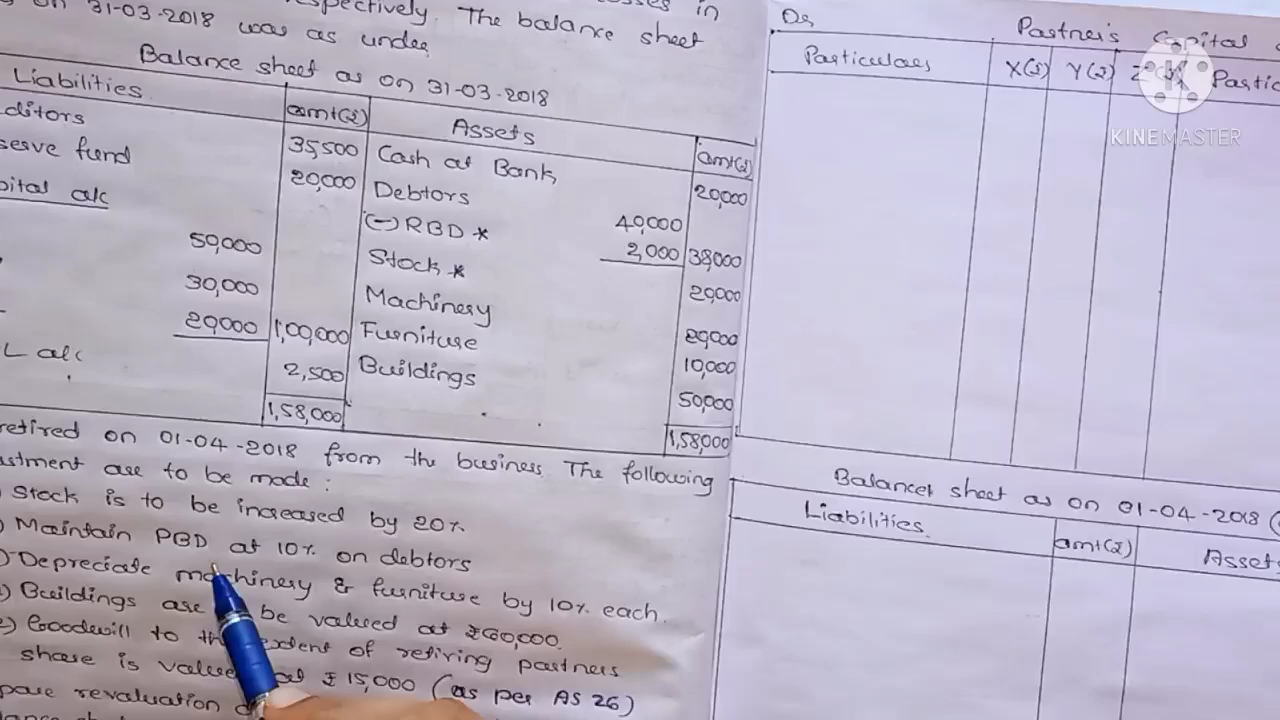 31-03-2018 was as under
The balance sheet
Balance sheet as on 31-03-2018
Liabilities
amt(₹)
Assets
amt(₹)
ditors
35,500
Cash at Bank
20,000
serve fund
20,000
Debtors
40,000
(-) RBD *
2,000
38,000
pital a/c
50,000
Stock *
20,000
30,000
Machinery
20,000
20,000
1,00,000
Furniture
10,000
L a/c
2,500
Buildings
50,000
1,58,000
1,58,000
retired on 01-04-2018 from the business. The following
ustment are to be made :
Stock is to be increased by 20%
) Maintain PBD at 10% on debtors
) Depreciate machinery & furniture by 10% each.
) Buildings are be valued at ₹60,000.
) Goodwill to the extent of retiring partners
share is valued at ₹15,000 (as per AS 26)
pare revaluation
Dr
Partner's Capital
Particulars
X(₹)
Y(₹)
Partic
KINEMASTER
Balance sheet as on 01-04-2018
Liabilities
amt(₹)
Assets